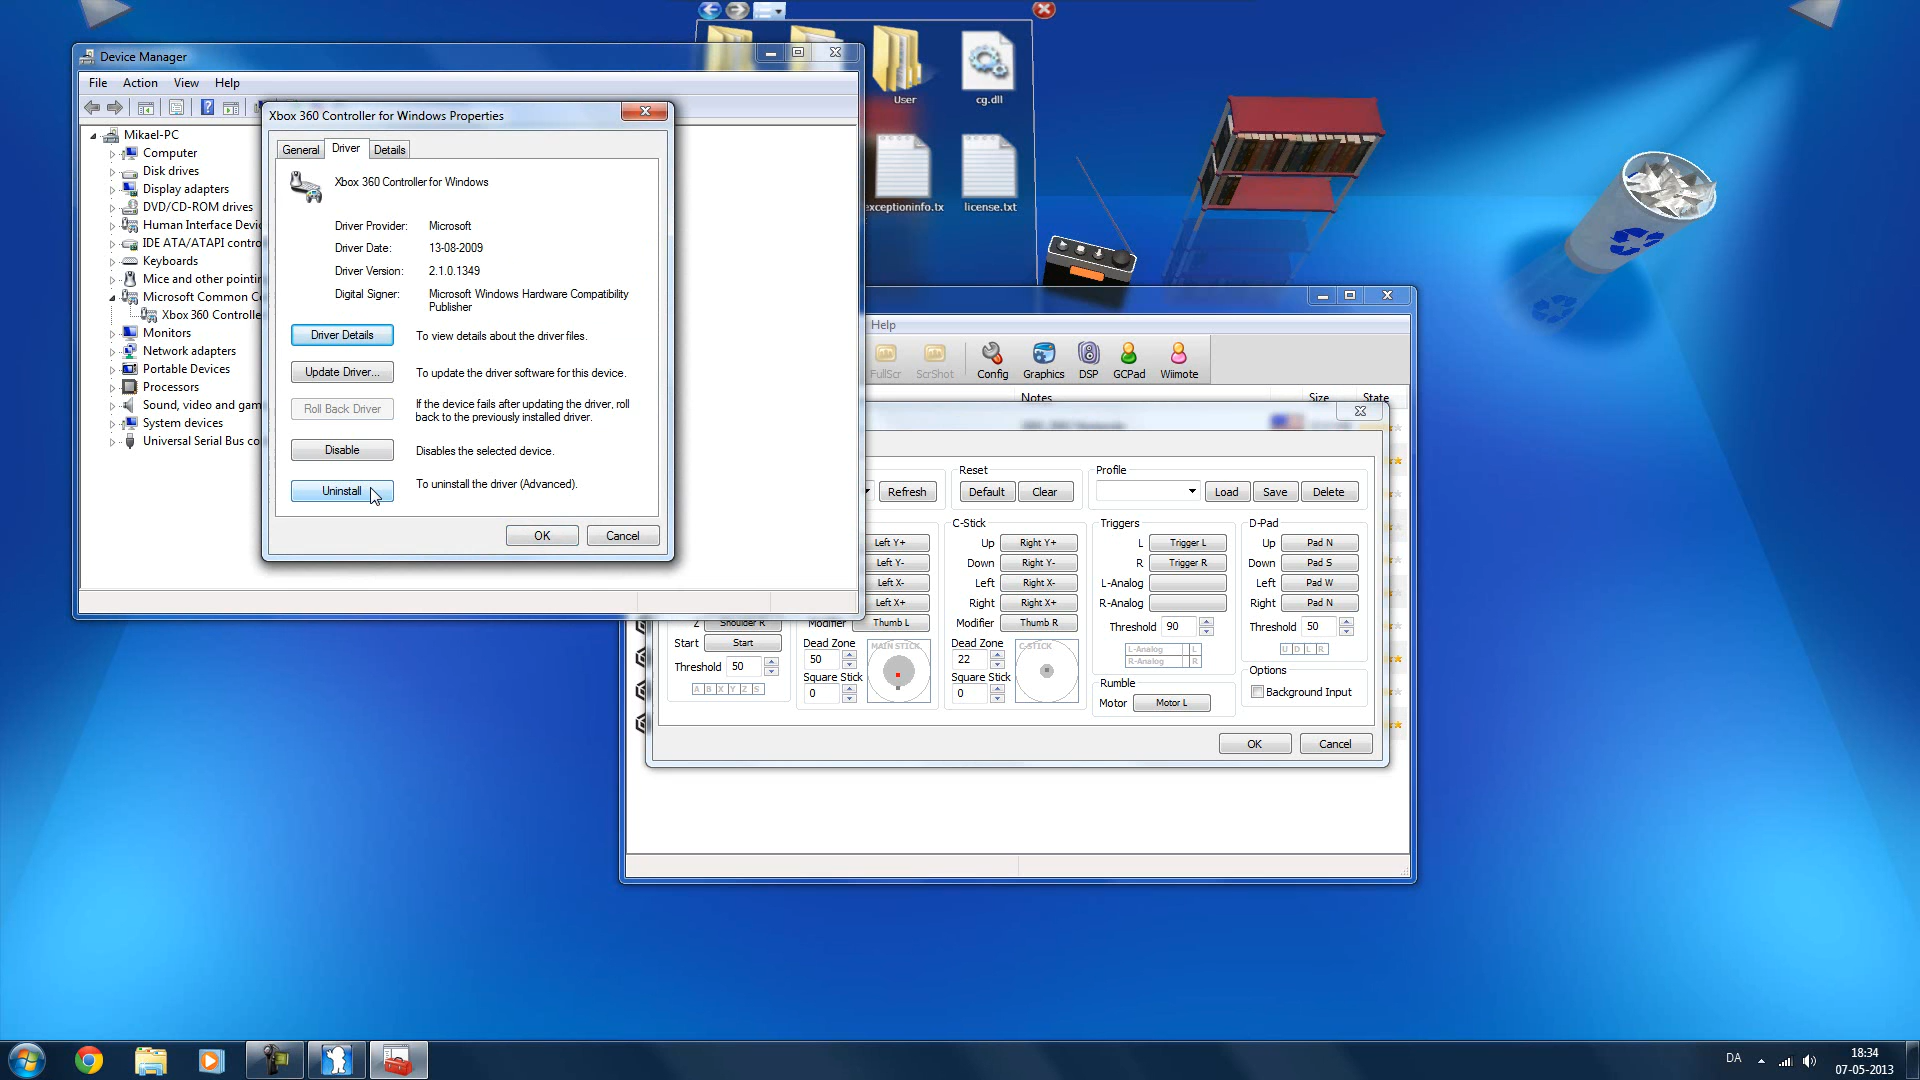 User
cg.dll
exceptioninfo.tx
license.txt
Device Manager
File Action View Help
Mikael-PC
Computer
Disk drives
Display adapters
DVD/CD-ROM drives
Human Interface Devic
IDE ATA/ATAPI contro
Keyboards
Mice and other pointin
Microsoft Common C
Xbox 360 Controlle
Monitors
Network adapters
Portable Devices
Processors
Sound, video and gam
System devices
Universal Serial Bus co
Xbox 360 Controller for Windows Properties
General Driver Details
Xbox 360 Controller for Windows
Driver Provider: Microsoft
Driver Date: 13-08-2009
Driver Version: 2.1.0.1349
Digital Signer: Microsoft Windows Hardware Compatibility
Publisher
Driver Details To view details about the driver files.
Update Driver... To update the driver software for this device.
Roll Back Driver If the device fails after updating the driver, roll
back to the previously installed driver.
Disable Disables the selected device.
Uninstall To uninstall the driver (Advanced).
OK Cancel
Help
FullScr ScrShot Config Graphics DSP GCPad Wiimote
Notes Size State
Refresh
Reset
Default Clear
Profile
Load Save Delete
Left Y+
Left Y-
Left X-
Left X+
Modifier Thumb L
Z Shoulder R
Start Start
Threshold 50
A B X Y Z S
Dead Zone
50
Square Stick
0
MAIN STICK
C-Stick
Up Right Y+
Down Right Y-
Left Right X-
Right Right X+
Modifier Thumb R
Dead Zone
22
Square Stick
0
C-STICK
Triggers
L Trigger L
R Trigger R
L-Analog
R-Analog
Threshold 90
L-Analog L
R-Analog R
Rumble
Motor Motor L
D-Pad
Up Pad N
Down Pad S
Left Pad W
Right Pad N
Threshold 50
U D L R
Options
Background Input
OK Cancel
DA
18:34
07-05-2013